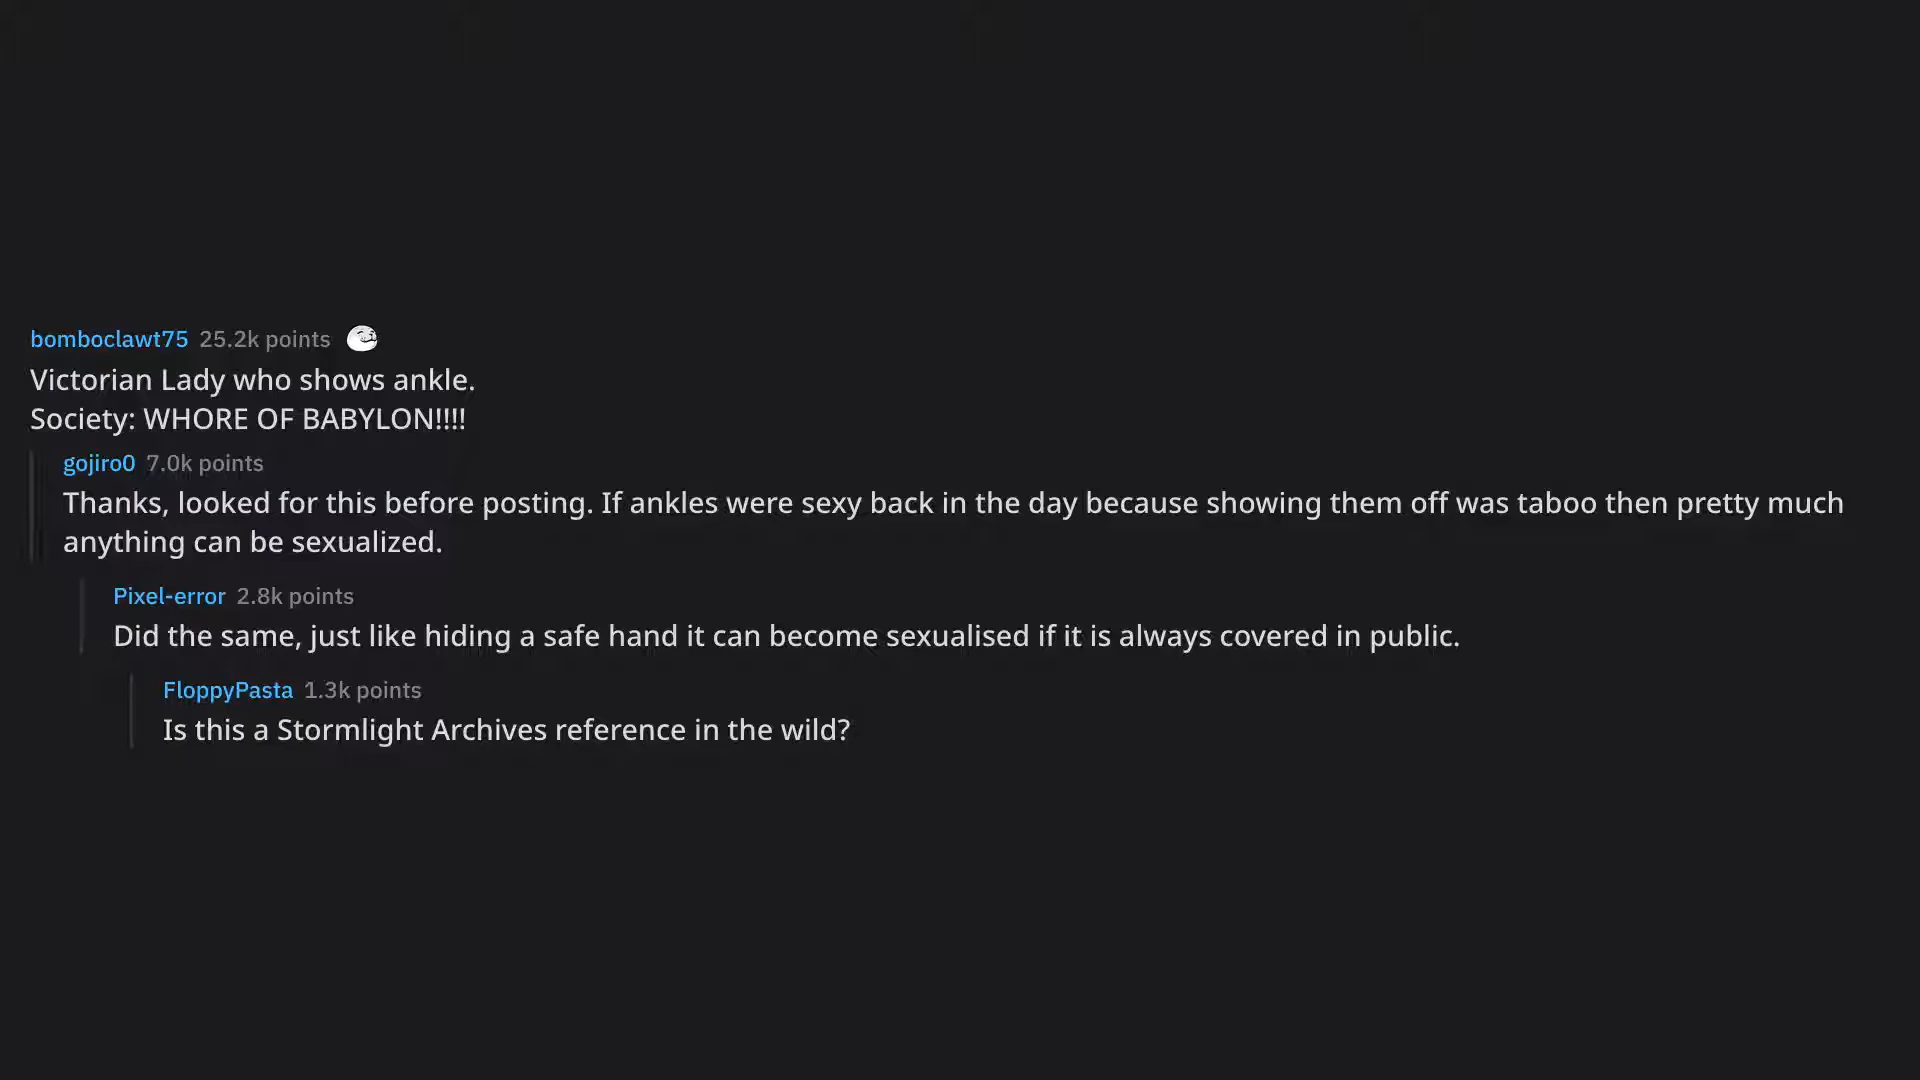 bomboclawt75 25.2k points
Victorian Lady who shows ankle.
Society: WHORE OF BABYLON!!!!
gojiro0 7.0k points
Thanks, looked for this before posting. If ankles were sexy back in the day because showing them off was taboo then pretty much
anything can be sexualized.
Pixel-error 2.8k points
Did the same, just like hiding a safe hand it can become sexualised if it is always covered in public.
FloppyPasta 1.3k points
Is this a Stormlight Archives reference in the wild?